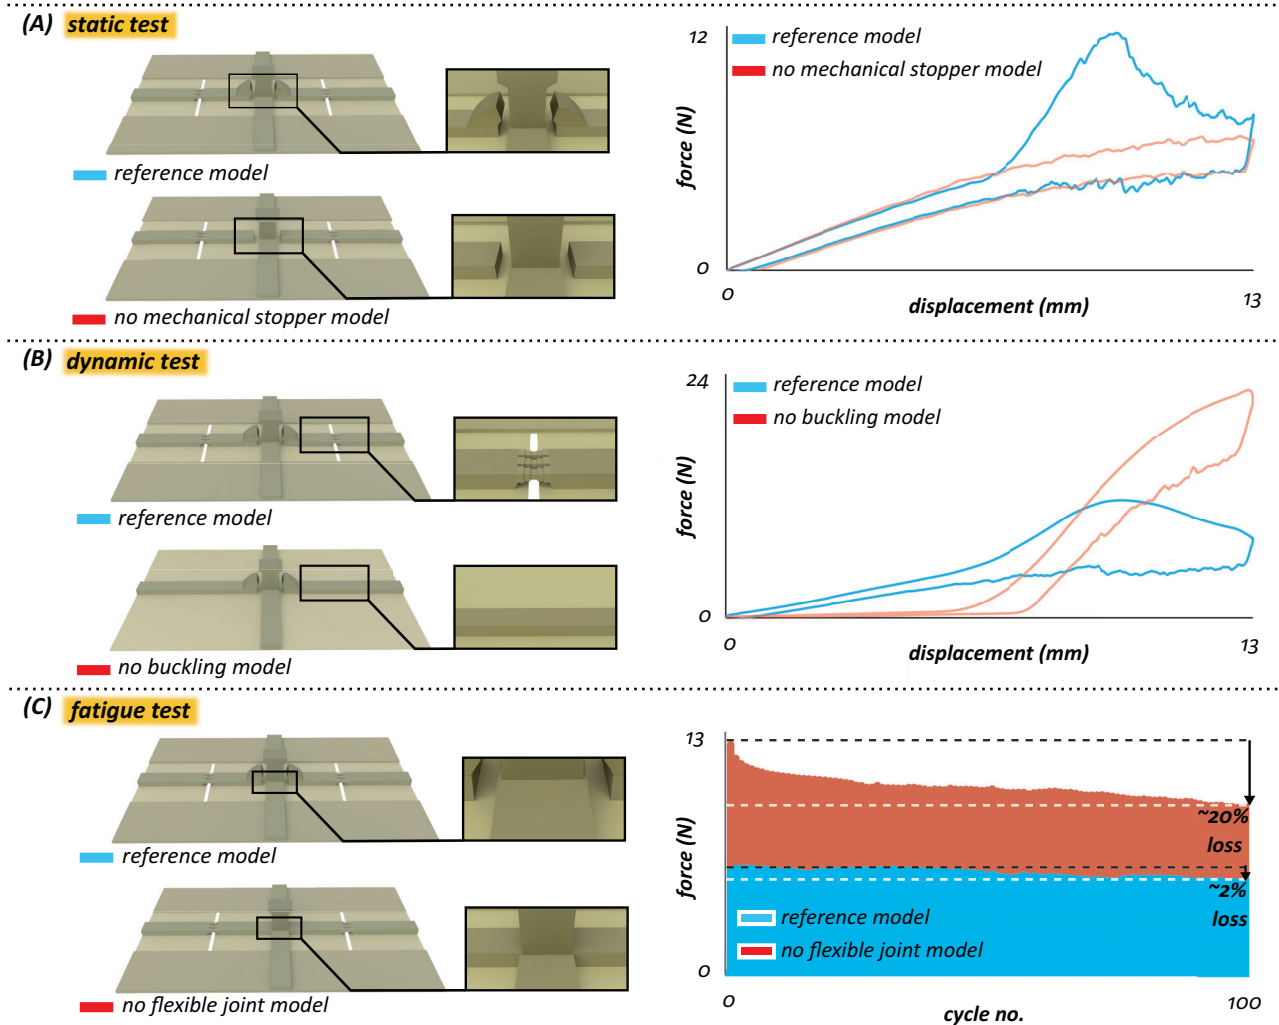 (A) static test
reference model
no mechanical stopper model
12
reference model
no mechanical stopper model
force (N)
0
0
displacement (mm)
13
(B) dynamic test
reference model
no buckling model
24
reference model
no buckling model
force (N)
0
0
displacement (mm)
13
(C) fatigue test
reference model
no flexible joint model
13
force (N)
~20%
loss
~2%
loss
reference model
no flexible joint model
0
0
cycle no.
100